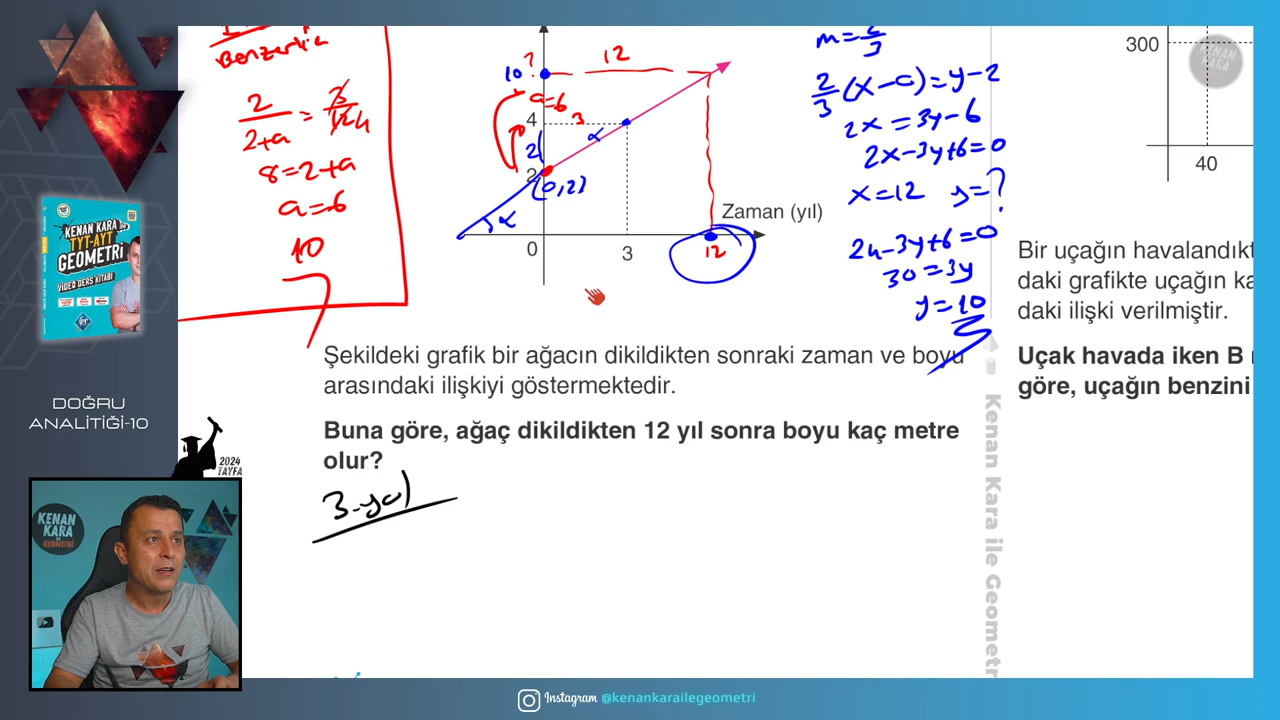 Benzerlik
2/(2+a) = 3/12 4
8=2+a
a=6
10
?
10
12
a=6
4
3
2
α
2
(0,2)
α
Zaman (yıl)
0
3
12
m=2/3
2/3 (x-0)=y-2
2x=3y-6
2x-3y+6=0
x=12 y=?
24-3y+6=0
30=3y
y=10
300
40
KENAN
KARA
Şekildeki grafik bir ağacın dikildikten sonraki zaman ve boyu
arasındaki ilişkiyi göstermektedir.
Buna göre, ağaç dikildikten 12 yıl sonra boyu kaç metre
olur?
3.yol
Bir uçağın havalandıkt
daki grafikte uçağın ka
daki ilişki verilmiştir.
Uçak havada iken B
göre, uçağın benzini
Kenan Kara ile Geometr
KENAN KARA
TYT-AYT
GEOMETRİ
VİDEO DERS KİTABI
DOĞRU
ANALİTİĞİ-10
2024
TAYFA
KENAN
KARA
GEOMETRİ
Instagram @kenankarailegeometri